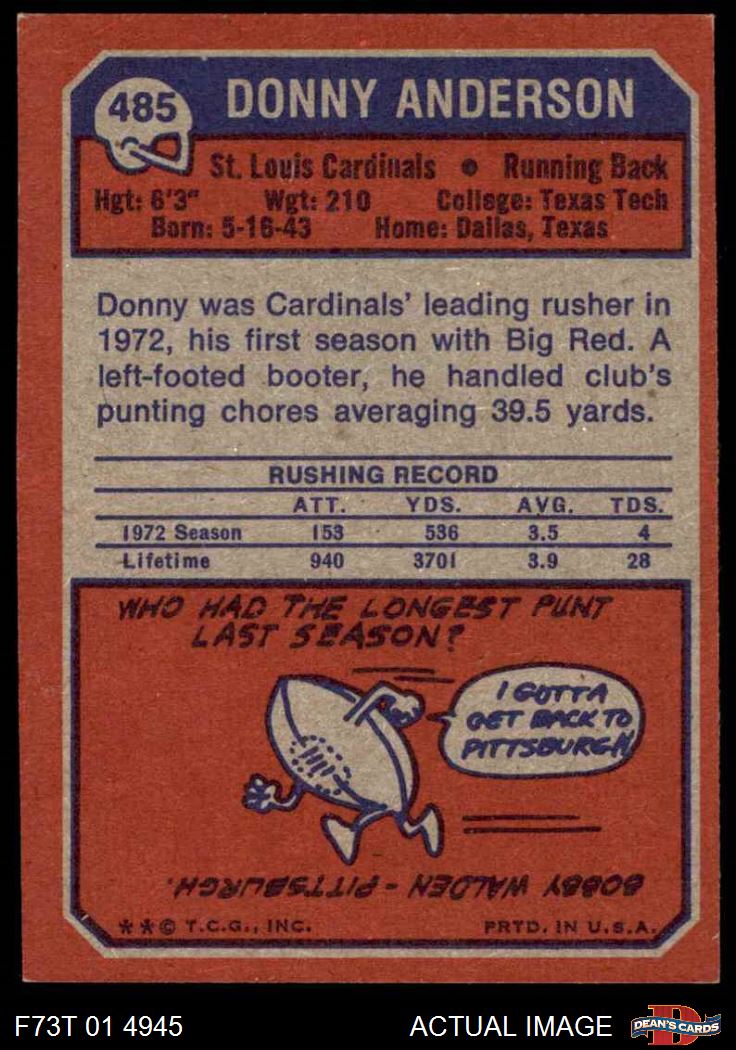 485
DONNY ANDERSON
St. Louis Cardinals • Running Back
Hgt: 6'3" Wgt: 210 College: Texas Tech
Born: 5-16-43 Home: Dallas, Texas
Donny was Cardinals' leading rusher in
1972, his first season with Big Red. A
left-footed booter, he handled club's
punting chores averaging 39.5 yards.
RUSHING RECORD
ATT. YDS. AVG. TDS.
1972 Season 153 536 3.5 4
Lifetime 940 3701 3.9 28
WHO HAD THE LONGEST PUNT
LAST SEASON?
I GOTTA
GET BACK TO
PITTSBURGH
BOBBY WALDEN - PITTSBURGH.
**© T.C.G., INC. PRTD. IN U.S.A.
F73T 01 4945 ACTUAL IMAGE
DEAN'S CARDS